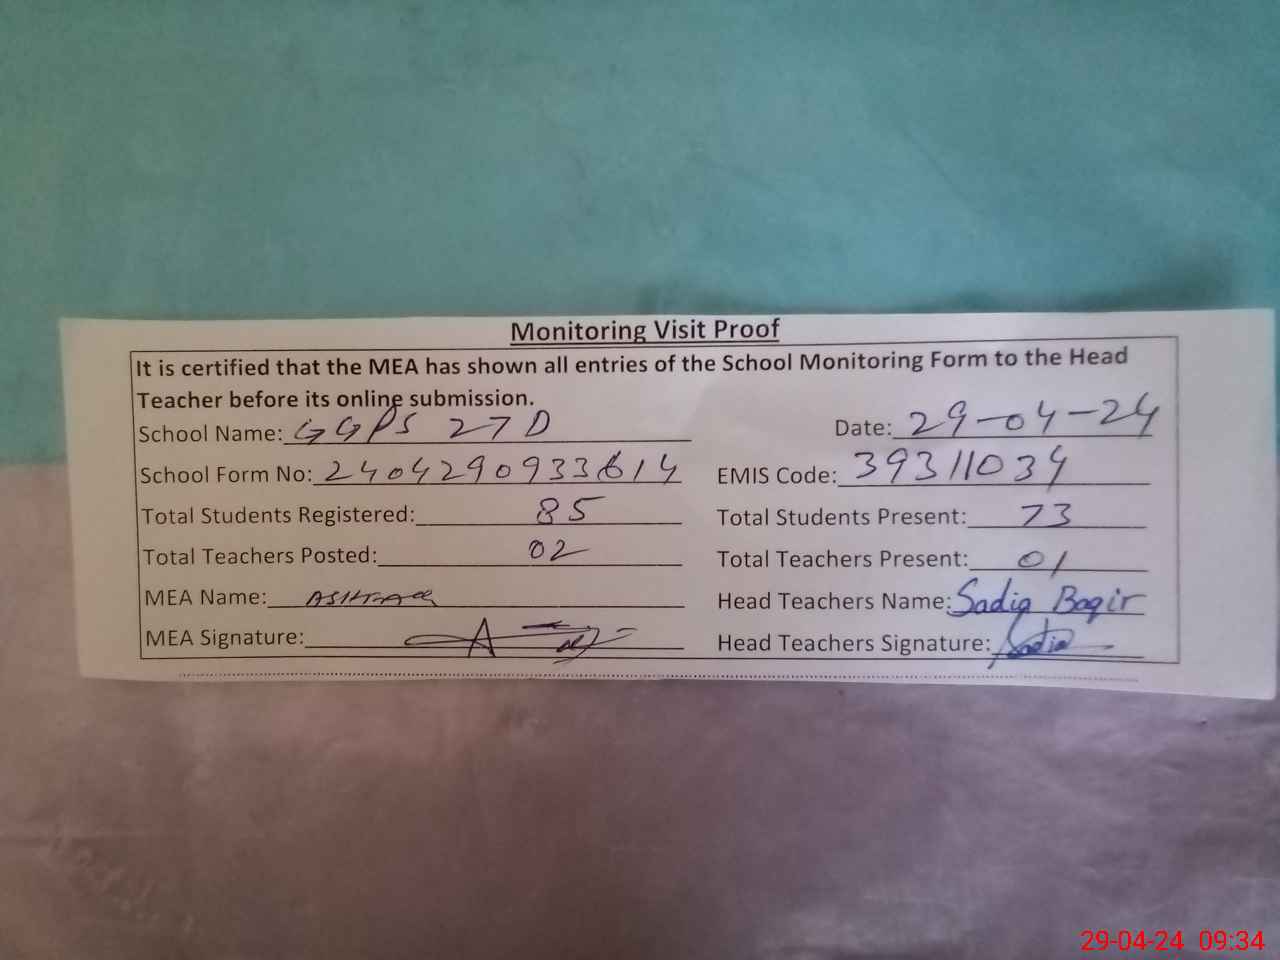 Monitoring Visit Proof
It is certified that the MEA has shown all entries of the School Monitoring Form to the Head
Teacher before its online submission.
School Name: GGPS 27 D Date: 29-04-24
School Form No: 2404290933614 EMIS Code: 39311034
Total Students Registered: 85 Total Students Present: 73
Total Teachers Posted: 02 Total Teachers Present: 01
MEA Name: Head Teachers Name: Sadia Baqir
MEA Signature: Head Teachers Signature: Sadia
29-04-24 09:34